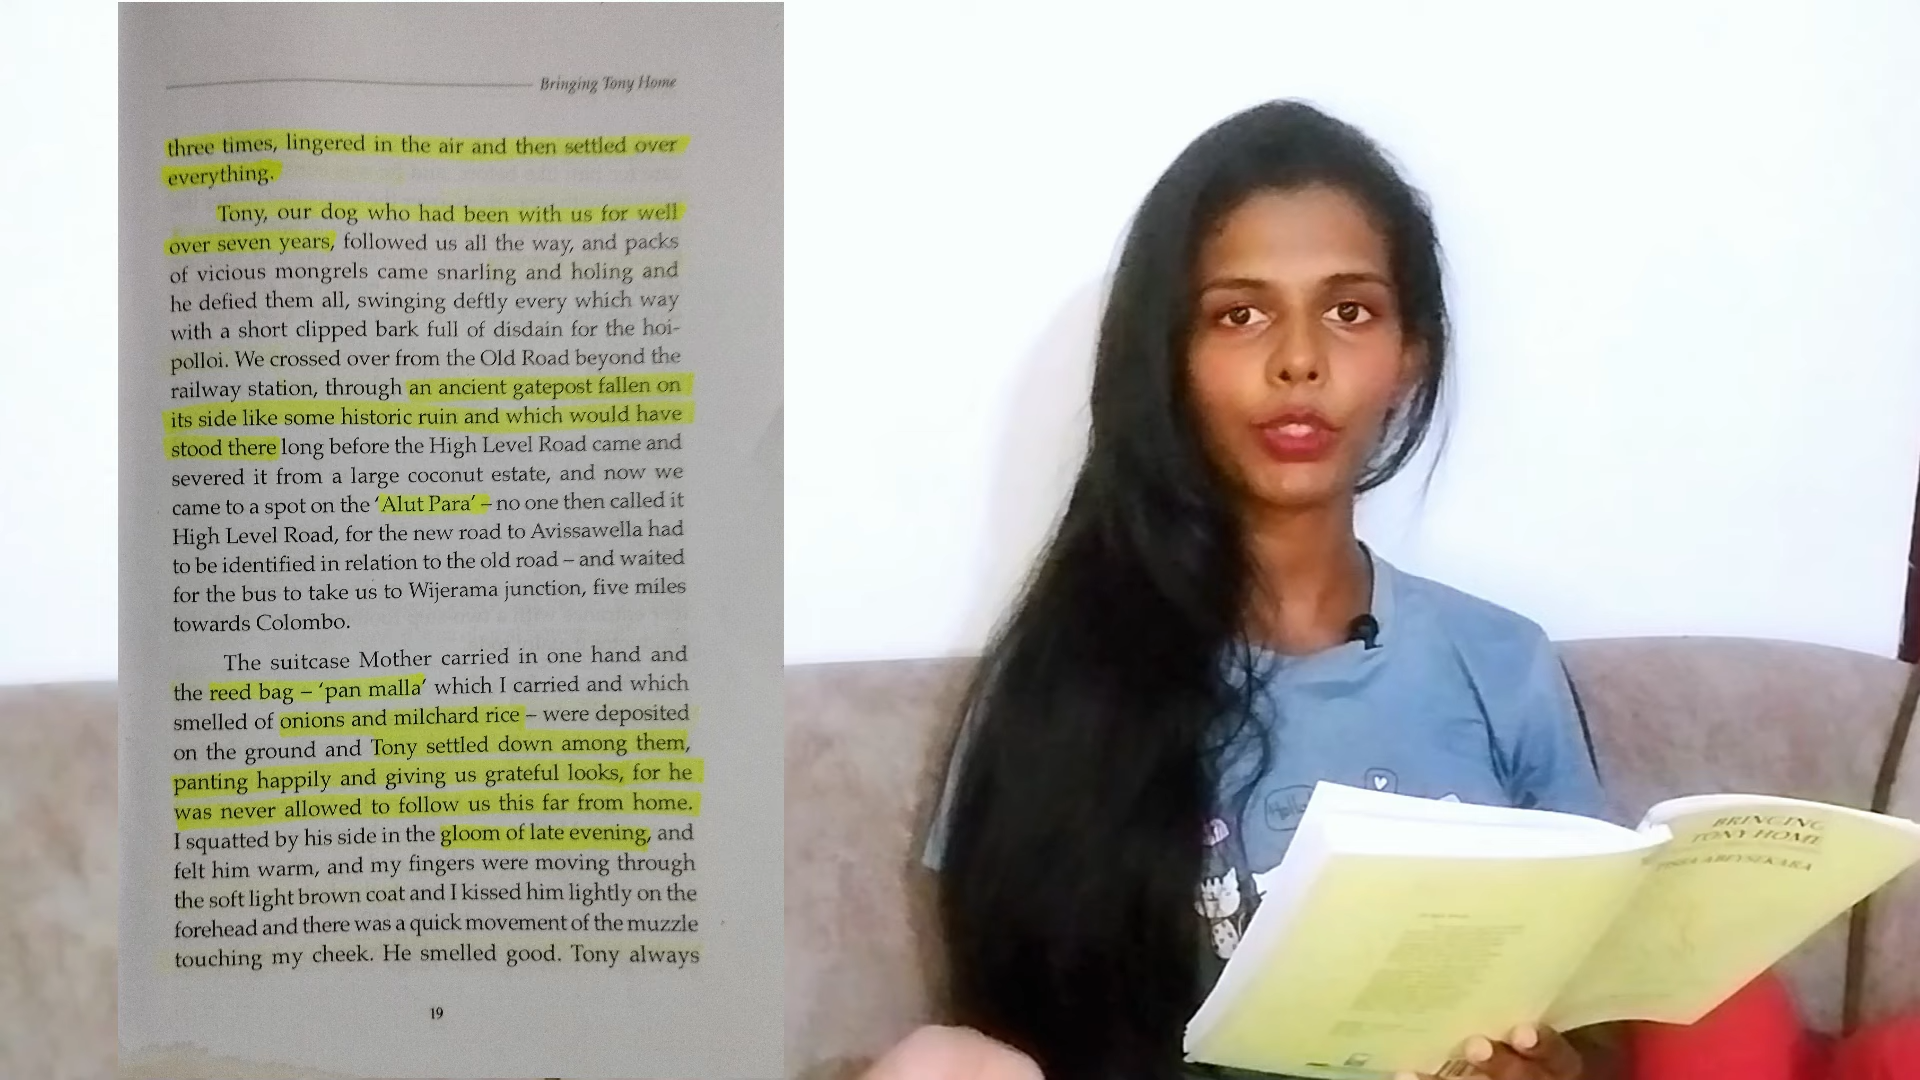 Bringing Tony Home
three times, lingered in the air and then settled over
everything.
Tony, our dog who had been with us for well
over seven years, followed us all the way, and packs
of vicious mongrels came snarling and holing and
he defied them all, swinging deftly every which way
with a short clipped bark full of disdain for the hoi-
polloi. We crossed over from the Old Road beyond the
railway station, through an ancient gatepost fallen on
its side like some historic ruin and which would have
stood there long before the High Level Road came and
severed it from a large coconut estate, and now we
came to a spot on the ‘Alut Para’ – no one then called it
High Level Road, for the new road to Avissawella had
to be identified in relation to the old road – and waited
for the bus to take us to Wijerama junction, five miles
towards Colombo.
The suitcase Mother carried in one hand and
the reed bag – ‘pan malla’ which I carried and which
smelled of onions and milchard rice – were deposited
on the ground and Tony settled down among them,
panting happily and giving us grateful looks, for he
was never allowed to follow us this far from home.
I squatted by his side in the gloom of late evening, and
felt him warm, and my fingers were moving through
the soft light brown coat and I kissed him lightly on the
forehead and there was a quick movement of the muzzle
touching my cheek. He smelled good. Tony always
19
BRINGING
TONY HOME
TISSA ABEYSEKARA